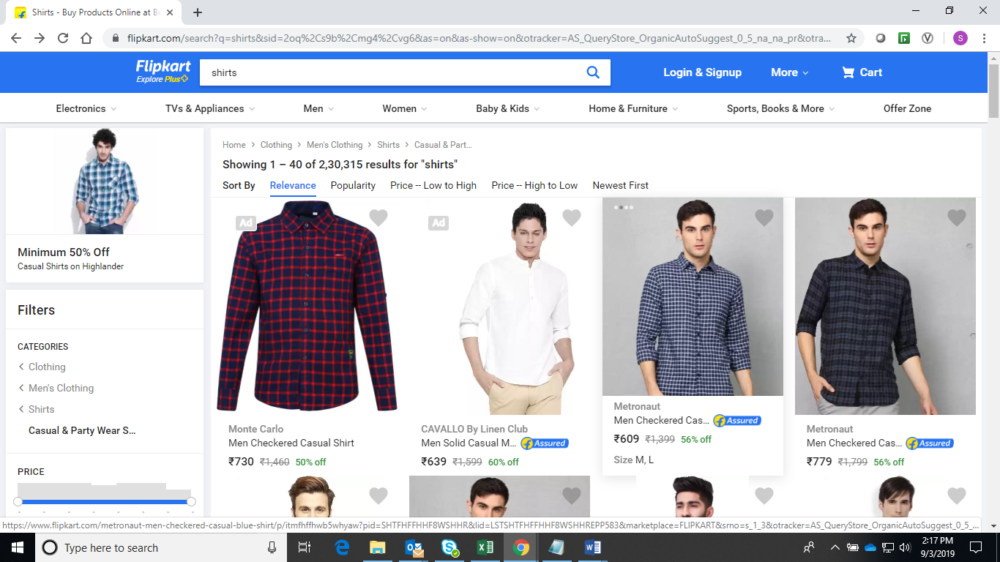 Shirts - Buy Products Online at Be
flipkart.com/search?q=shirts&sid=2oq%2Cs9b%2Cmg4%2Cvg6&as=on&as-show=on&otracker=AS_QueryStore_OrganicAutoSuggest_0_5_na_na_pr&otra...
S
Flipkart
Explore Plus
shirts
Login & Signup
More
Cart
Electronics
TVs & Appliances
Men
Women
Baby & Kids
Home & Furniture
Sports, Books & More
Offer Zone
Minimum 50% Off
Casual Shirts on Highlander
Filters
CATEGORIES
Clothing
Men's Clothing
Shirts
Casual & Party Wear S...
PRICE
Home > Clothing > Men's Clothing > Shirts > Casual & Part...
Showing 1 – 40 of 2,30,315 results for "shirts"
Sort By Relevance Popularity Price -- Low to High Price -- High to Low Newest First
Ad
Monte Carlo
Men Checkered Casual Shirt
₹730 ₹1,460 50% off
Ad
CAVALLO By Linen Club
Men Solid Casual M... Assured
₹639 ₹1,599 60% off
Metronaut
Men Checkered Cas... Assured
₹609 ₹1,399 56% off
Size M, L
Metronaut
Men Checkered Cas... Assured
₹779 ₹1,799 56% off
https://www.flipkart.com/metronaut-men-checkered-casual-blue-shirt/p/itmfhffhwb5whyaw?pid=SHTFHFFHHF8WSHHR&lid=LSTSHTFHFFHHF8WSHHREPP583&marketplace=FLIPKART&srno=s_1_3&otracker=AS_QueryStore_OrganicAutoSuggest_0_5_...
Type here to search
2:17 PM
9/3/2019